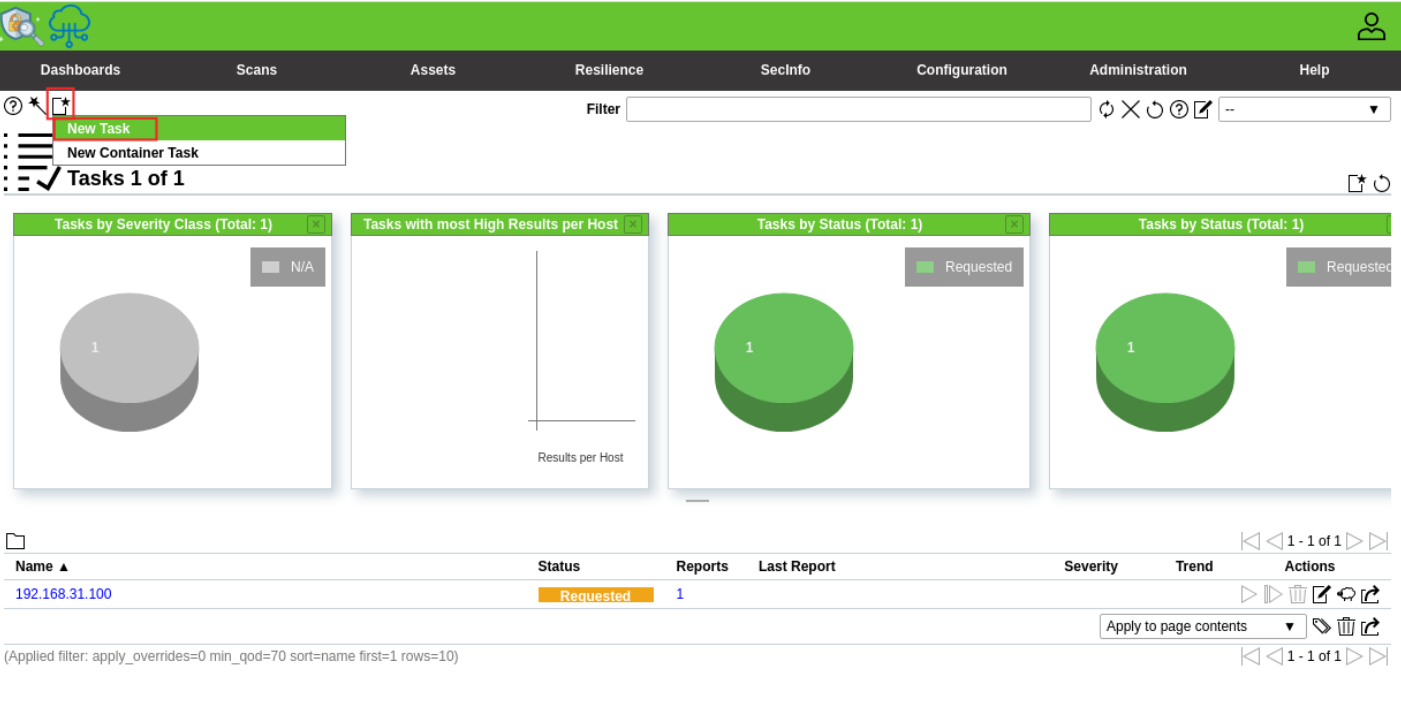 Dashboards Scans Assets Resilience SecInfo Configuration Administration Help
Filter --
New Task
New Container Task
Tasks 1 of 1
Tasks by Severity Class (Total: 1) Tasks with most High Results per Host Tasks by Status (Total: 1) Tasks by Status (Total: 1)
N/A Requested Requested
1 1 1
Results per Host
1 - 1 of 1
Name ▲ Status Reports Last Report Severity Trend Actions
192.168.31.100 Requested 1
Apply to page contents ▼
(Applied filter: apply_overrides=0 min_qod=70 sort=name first=1 rows=10) 1 - 1 of 1